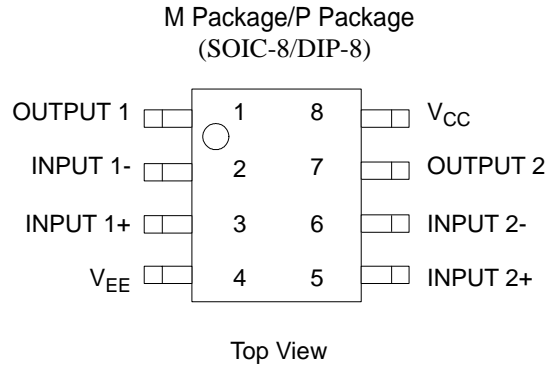 M Package/P Package
(SOIC-8/DIP-8)
OUTPUT 1 1 8 VCC
INPUT 1- 2 7 OUTPUT 2
INPUT 1+ 3 6 INPUT 2-
VEE 4 5 INPUT 2+
Top View